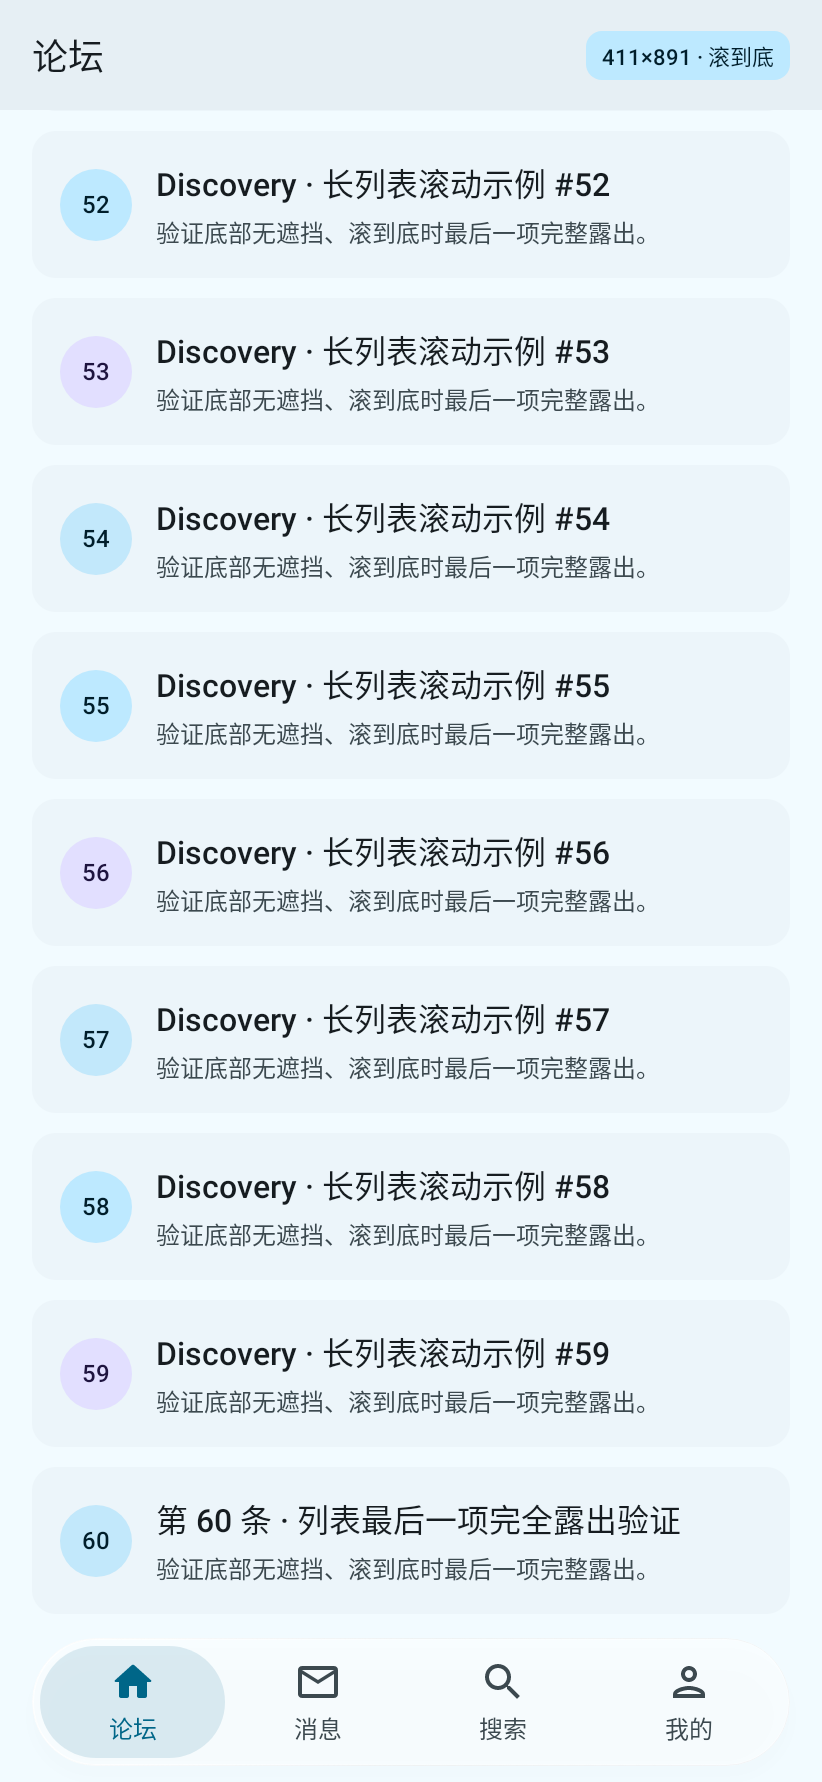 论坛
411×891 · 滚到底
52
Discovery · 长列表滚动示例 #52
验证底部无遮挡、滚到底时最后一项完整露出。
53
Discovery · 长列表滚动示例 #53
验证底部无遮挡、滚到底时最后一项完整露出。
54
Discovery · 长列表滚动示例 #54
验证底部无遮挡、滚到底时最后一项完整露出。
55
Discovery · 长列表滚动示例 #55
验证底部无遮挡、滚到底时最后一项完整露出。
56
Discovery · 长列表滚动示例 #56
验证底部无遮挡、滚到底时最后一项完整露出。
57
Discovery · 长列表滚动示例 #57
验证底部无遮挡、滚到底时最后一项完整露出。
58
Discovery · 长列表滚动示例 #58
验证底部无遮挡、滚到底时最后一项完整露出。
59
Discovery · 长列表滚动示例 #59
验证底部无遮挡、滚到底时最后一项完整露出。
60
第 60 条 · 列表最后一项完全露出验证
验证底部无遮挡、滚到底时最后一项完整露出。
论坛
消息
搜索
我的